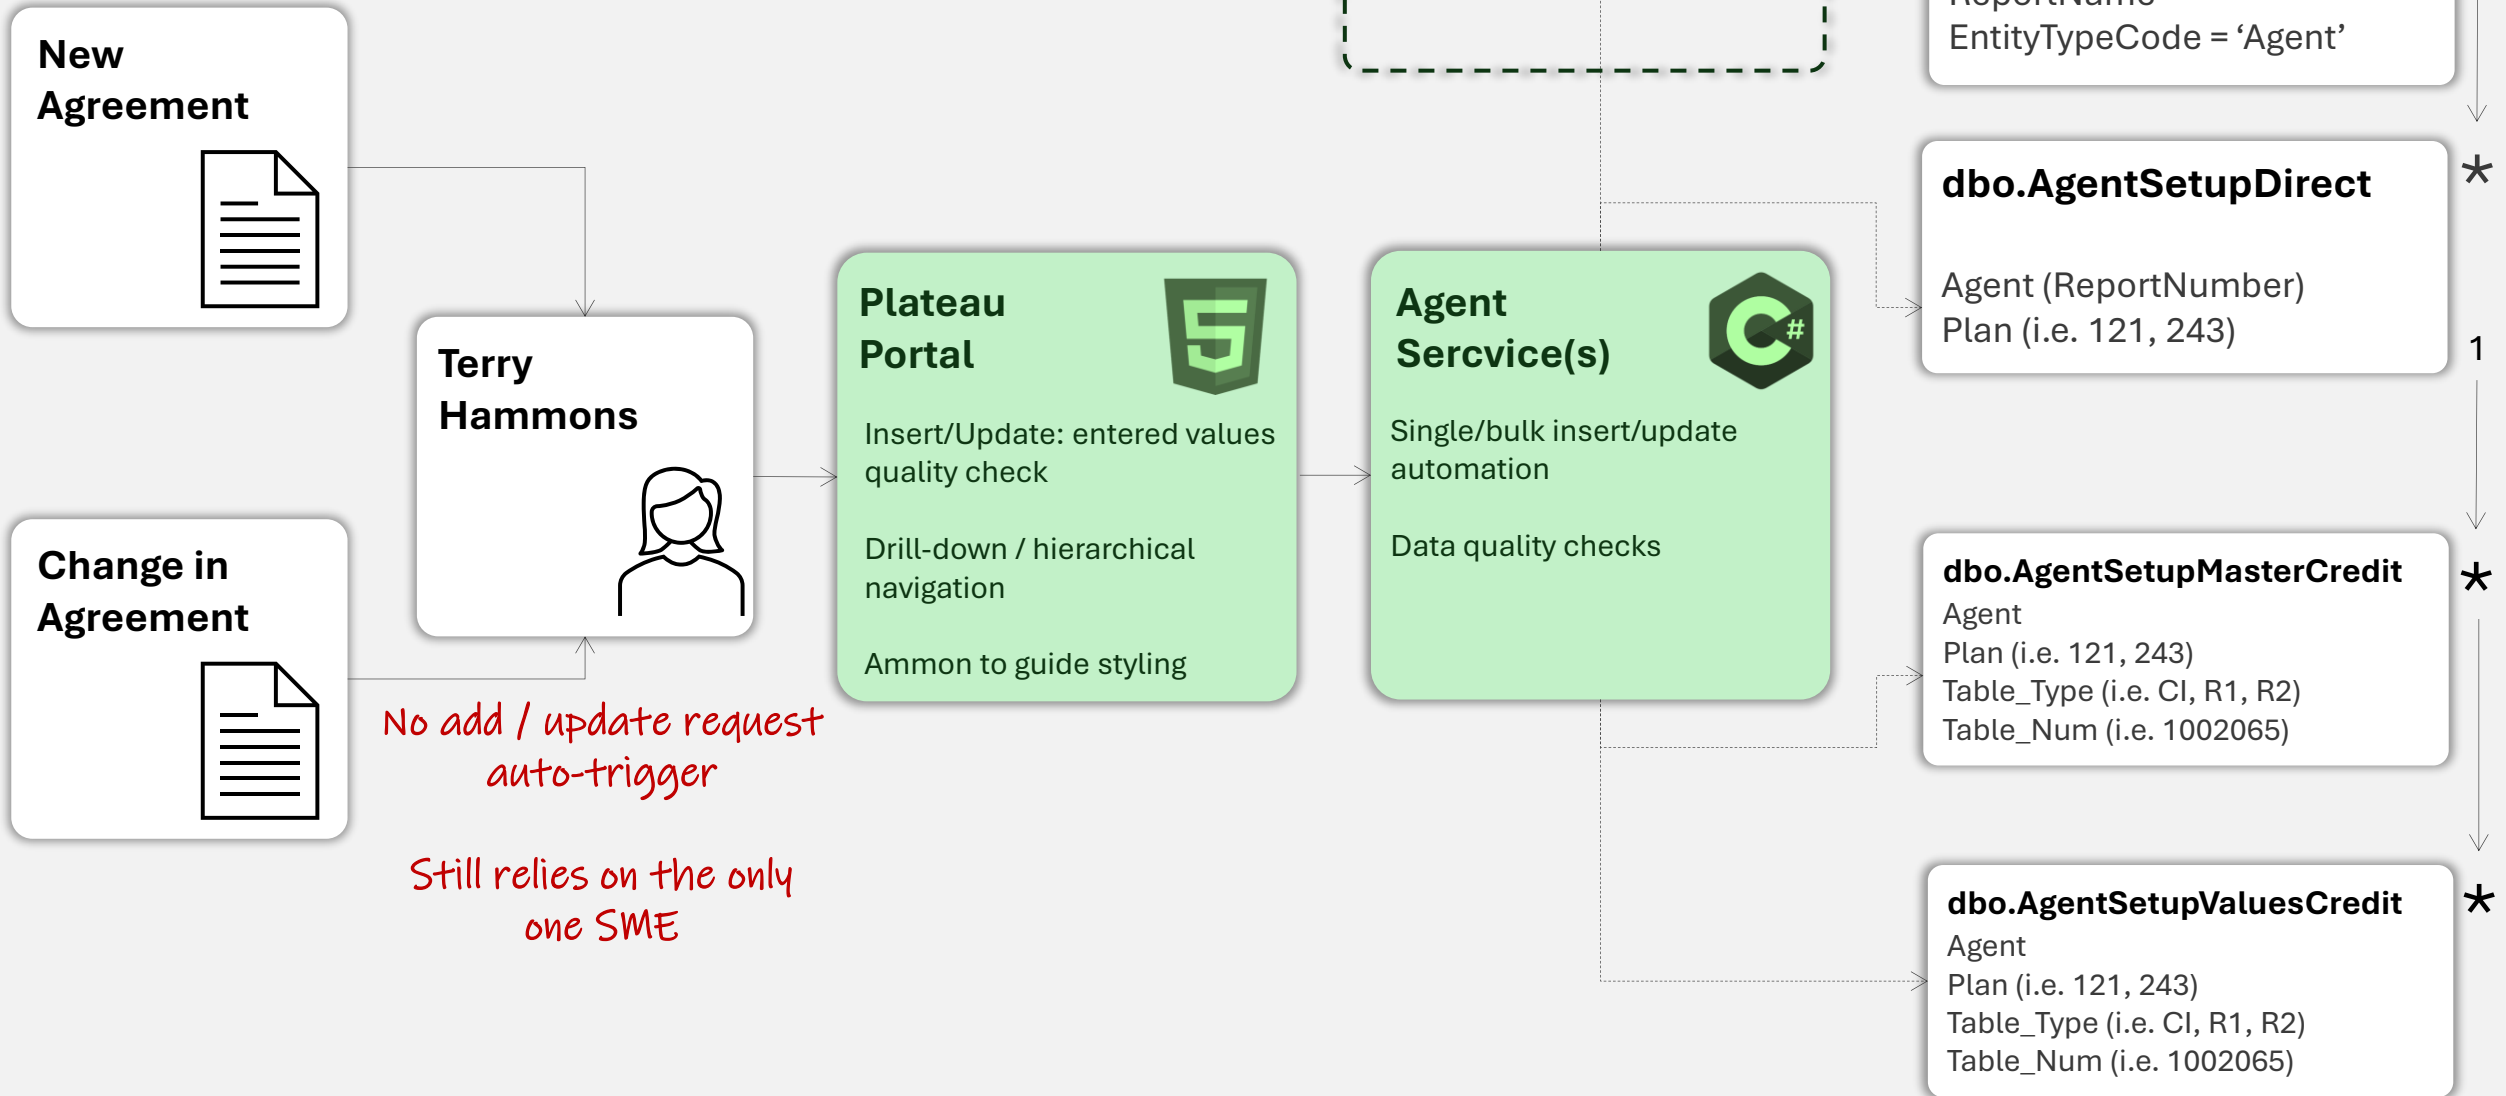 New
Agreement
Terry
Hammons
Change in
Agreement
No add / update request
auto-trigger
Still relies on the only
one SME
Plateau
Portal
Insert/Update: entered values
quality check
Drill-down / hierarchical
navigation
Ammon to guide styling
Agent
Sercvice(s)
C#
Single/bulk insert/update
automation
Data quality checks
ReportName
EntityTypeCode = ‘Agent’
*
dbo.AgentSetupDirect
Agent (ReportNumber)
Plan (i.e. 121, 243)
1
dbo.AgentSetupMasterCredit
*
Agent
Plan (i.e. 121, 243)
Table_Type (i.e. CI, R1, R2)
Table_Num (i.e. 1002065)
dbo.AgentSetupValuesCredit
*
Agent
Plan (i.e. 121, 243)
Table_Type (i.e. CI, R1, R2)
Table_Num (i.e. 1002065)